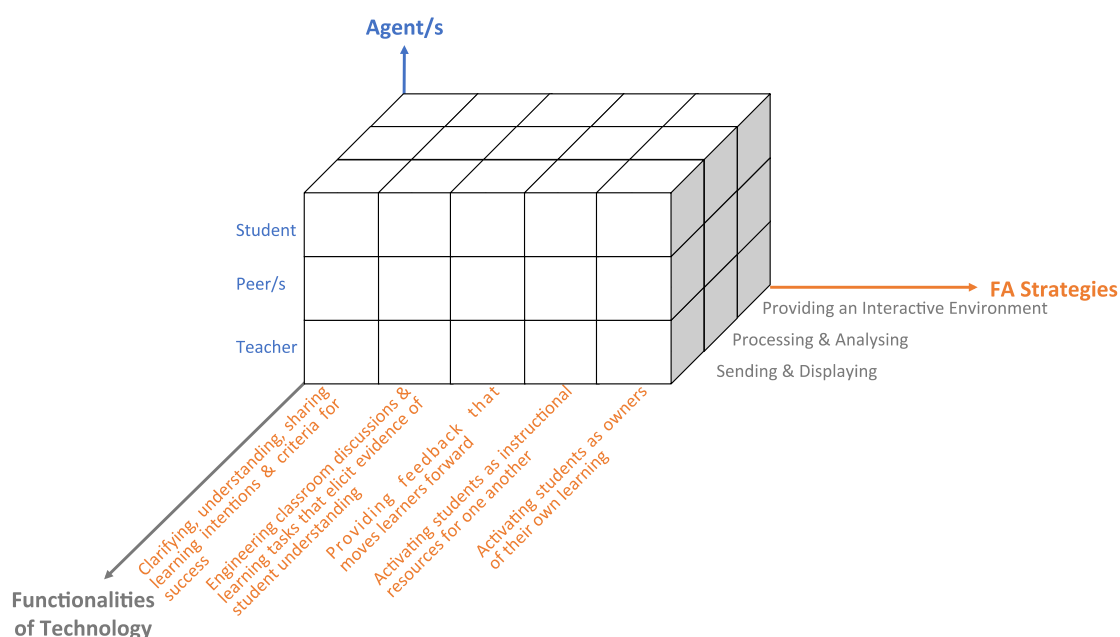 Agent/s
Student
Peer/s
Teacher
FA Strategies
Providing an Interactive Environment
Processing & Analysing
Sending & Displaying
Clarifying, understanding, sharing
learning intentions & criteria for
success
Engineering classroom discussions &
learning tasks that elicit evidence of
student understanding
Providing feedback that
moves learners forward
Activating students as instructional
resources for one another
Activating students as owners
of their own learning
Functionalities
of Technology